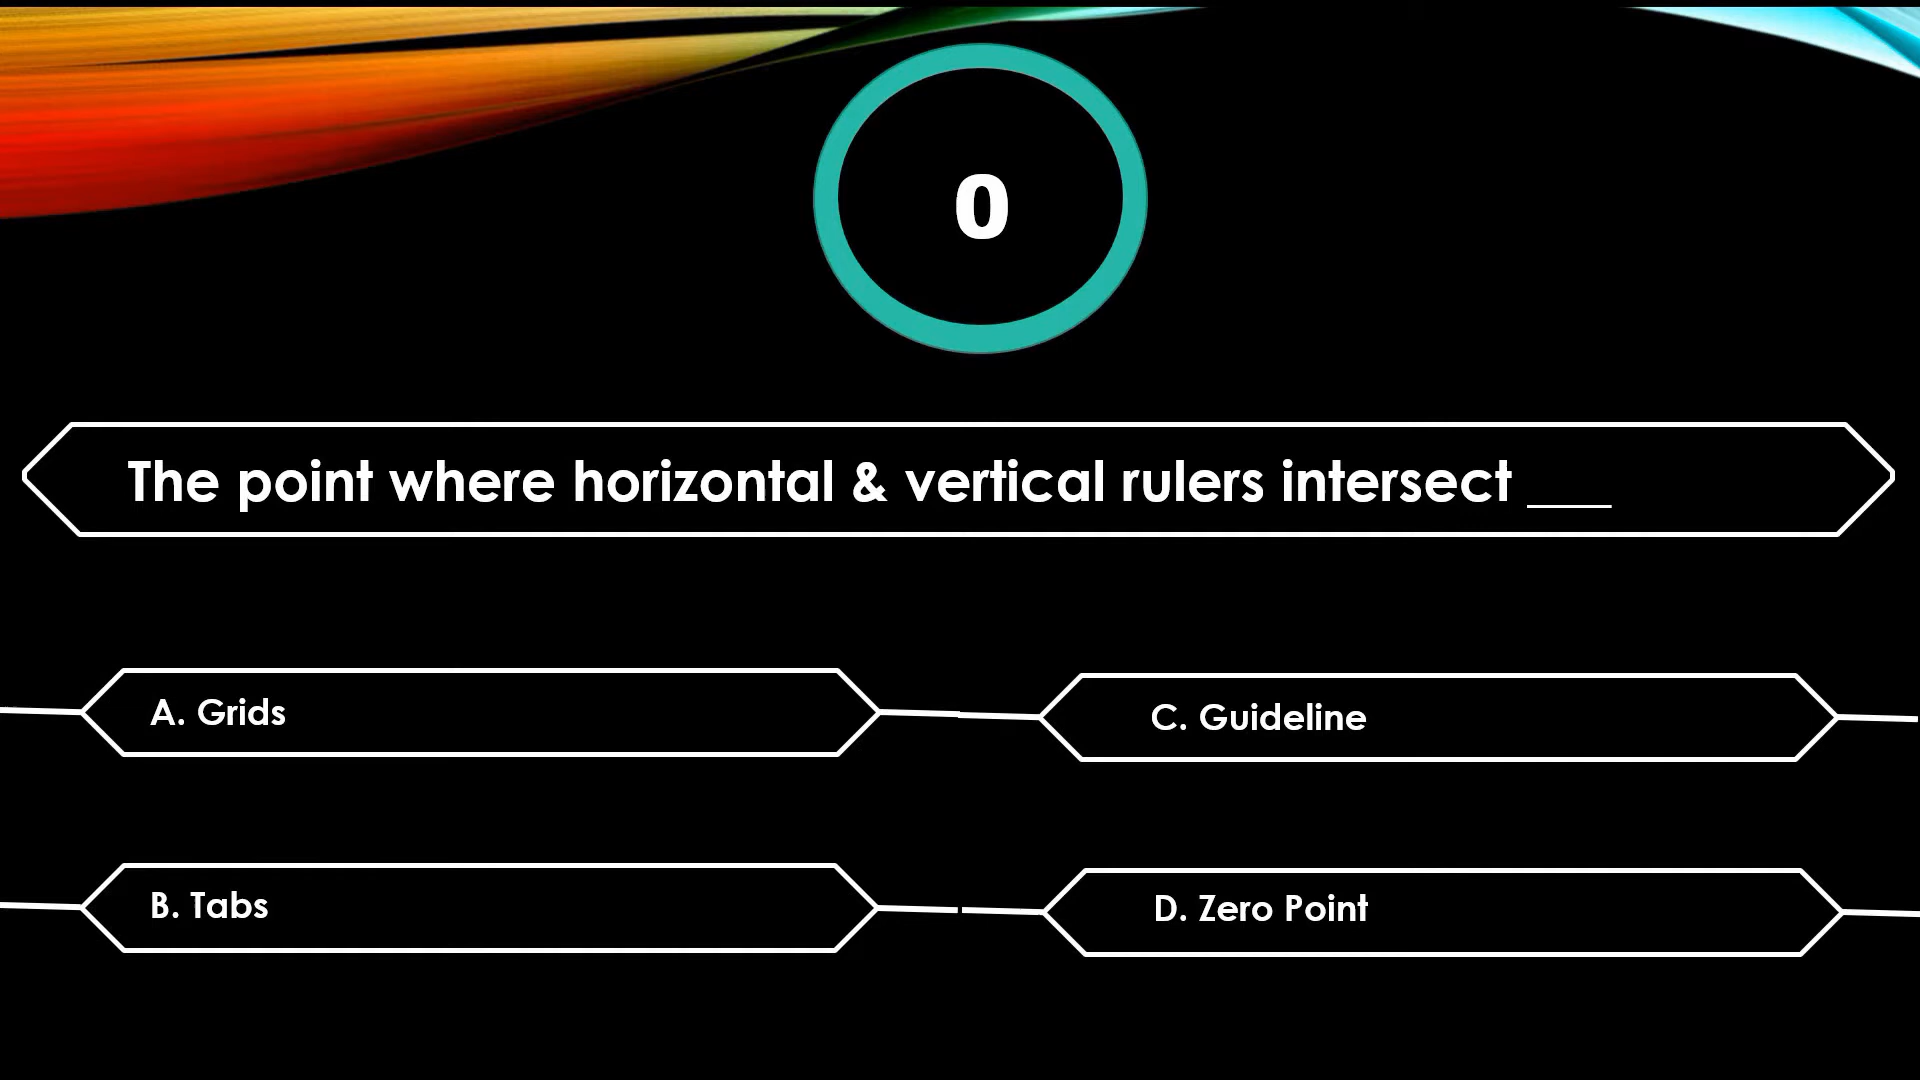 0
The point where horizontal & vertical rulers intersect ___
A. Grids
C. Guideline
B. Tabs
D. Zero Point